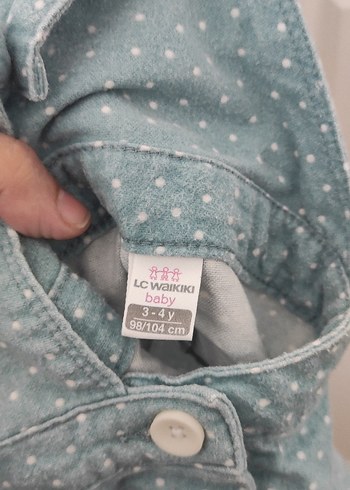 LC WAIKIKI
baby
3 - 4 y
98/104 cm